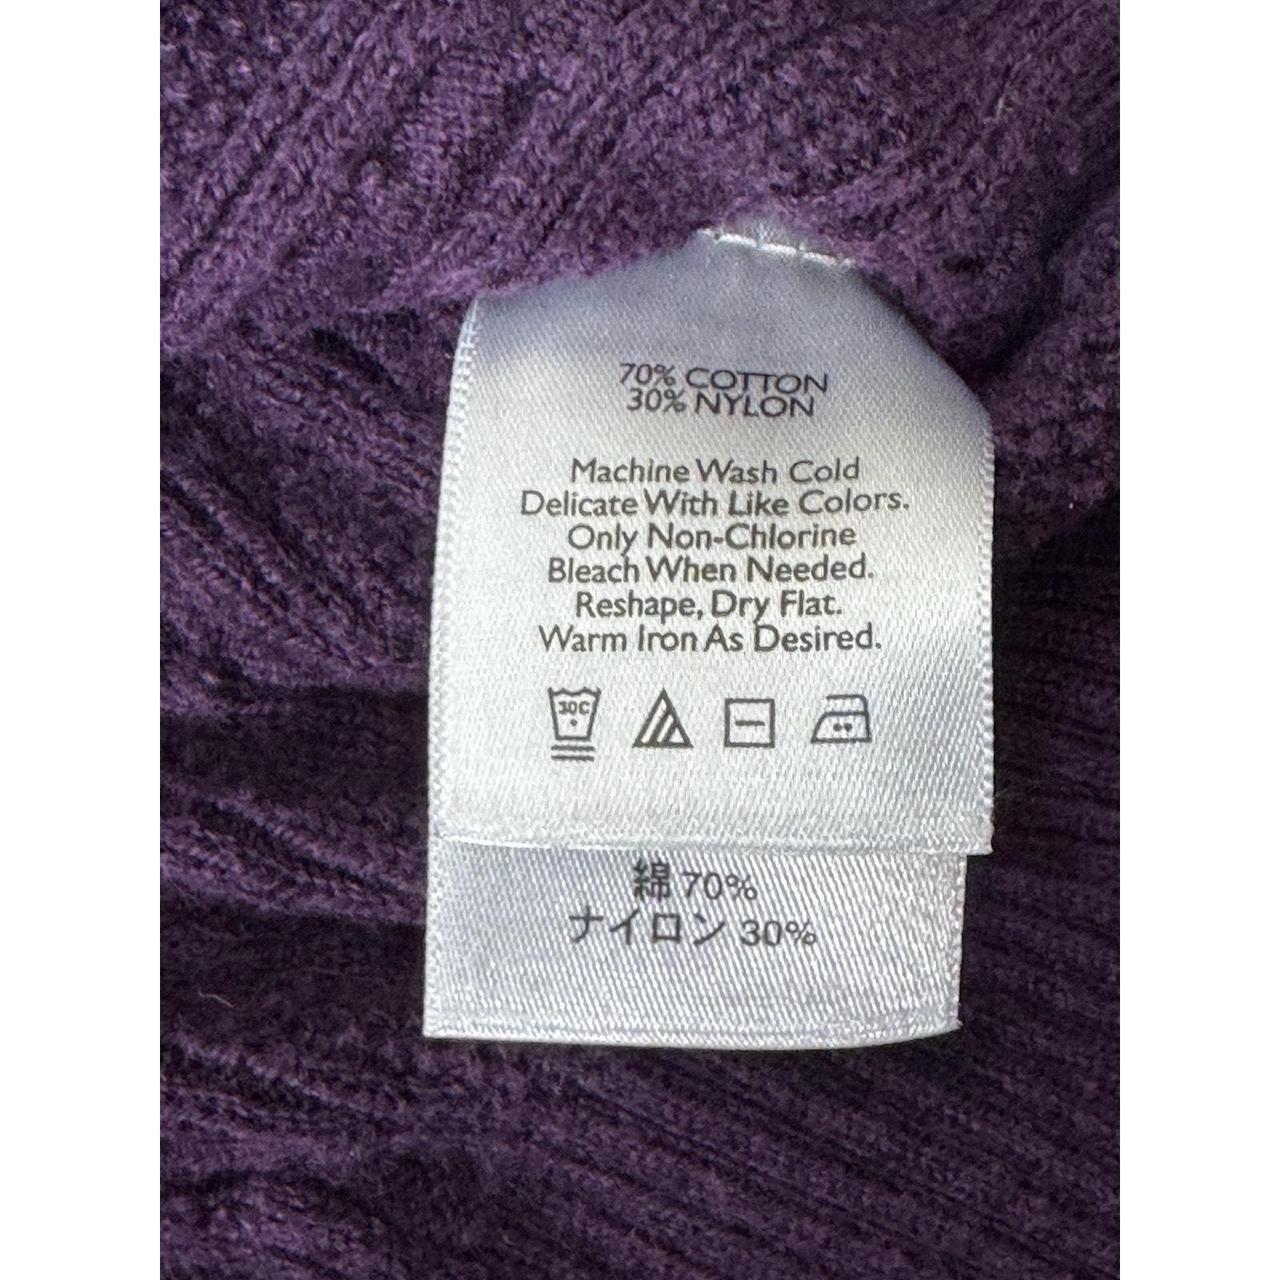 70% COTTON
30% NYLON
Machine Wash Cold
Delicate With Like Colors.
Only Non-Chlorine
Bleach When Needed.
Reshape, Dry Flat.
Warm Iron As Desired.
30C
綿 70%
ナイロン 30%